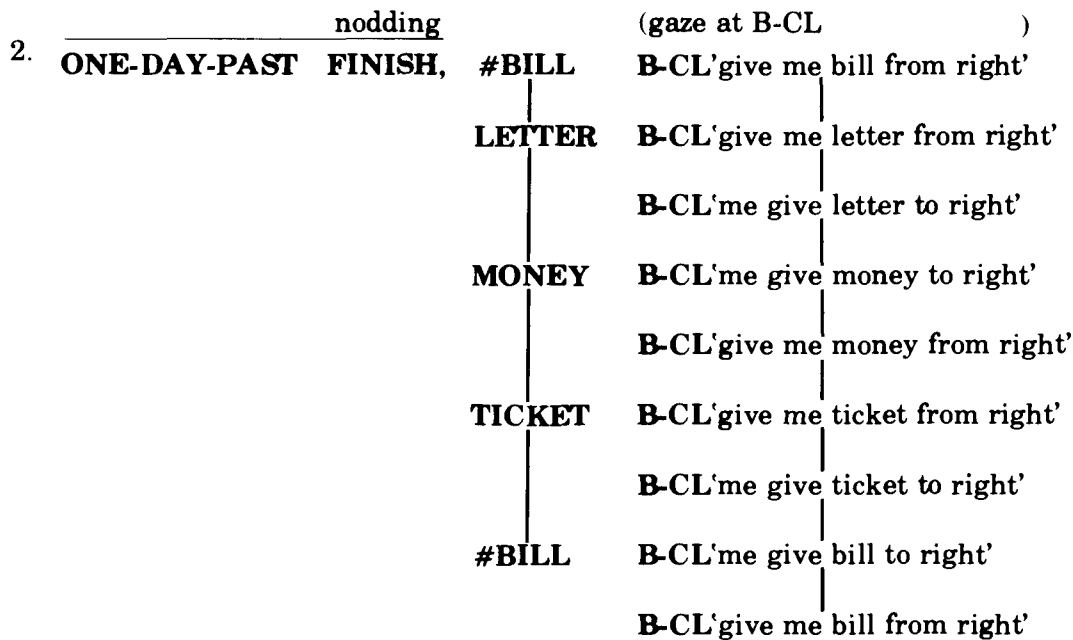 nodding (gaze at B-CL )
2. ONE-DAY-PAST FINISH, #BILL B-CL'give me bill from right'
LETTER B-CL'give me letter from right'
B-CL'me give letter to right'
MONEY B-CL'me give money to right'
B-CL'give me money from right'
TICKET B-CL'give me ticket from right'
B-CL'me give ticket to right'
#BILL B-CL'me give bill to right'
B-CL'give me bill from right'